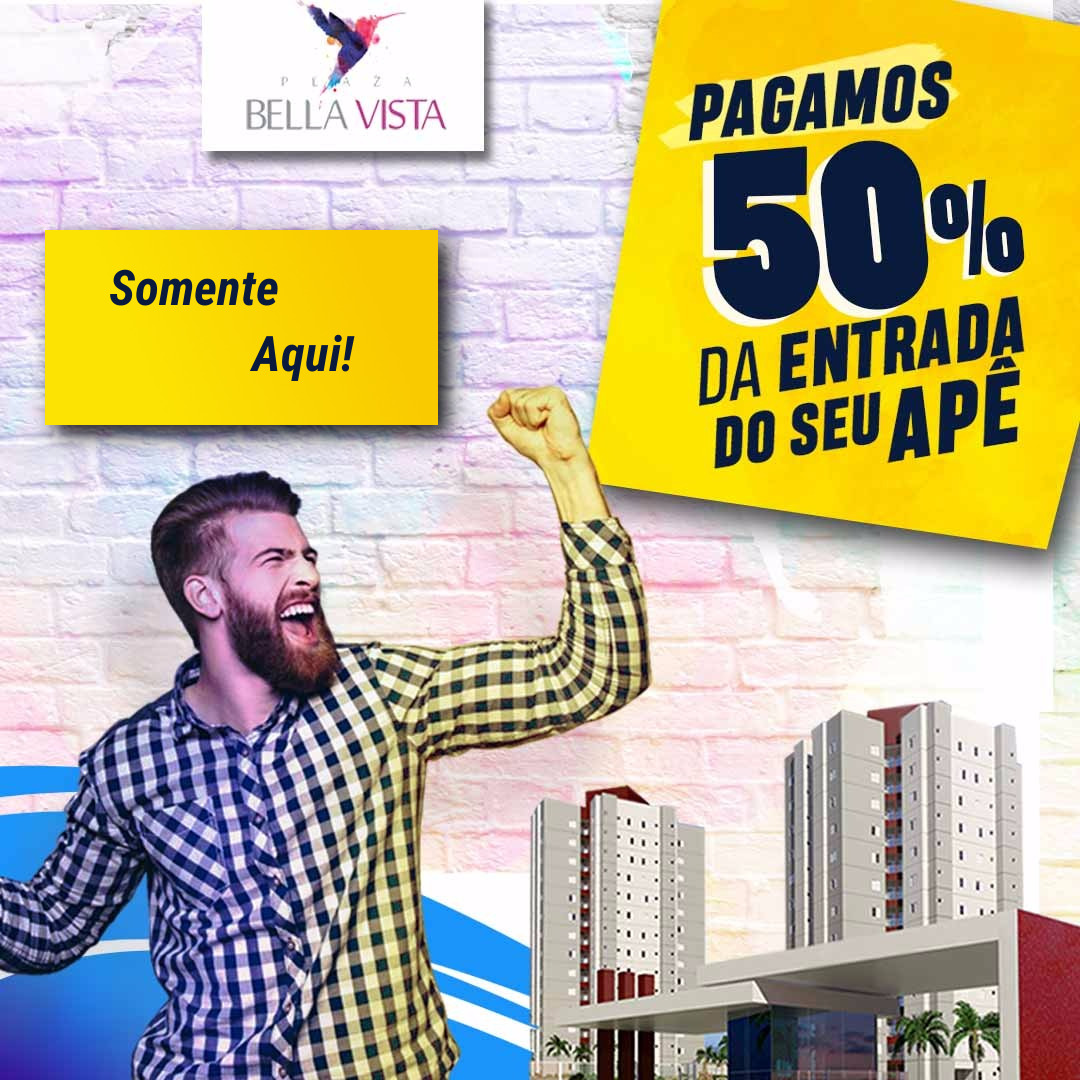 PLAZA
BELLA VISTA
PAGAMOS
50%
DA ENTRADA
DO SEU APÊ
Somente
Aqui!